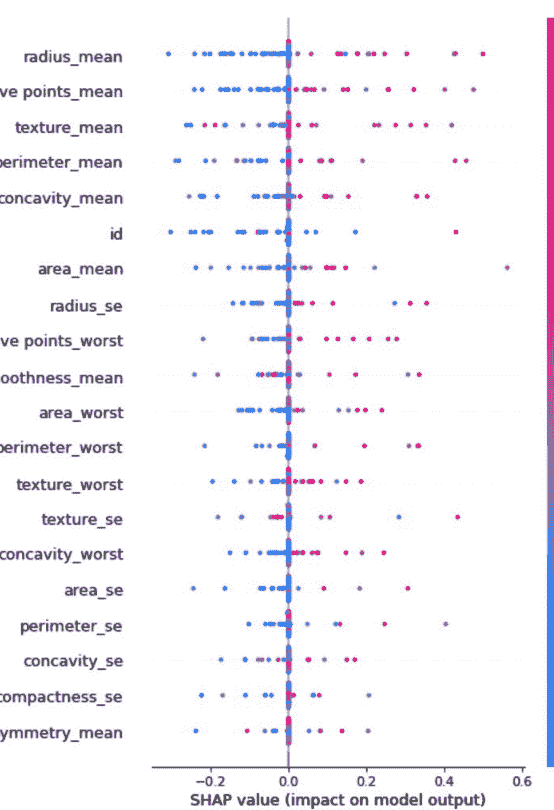 radius_mean
ve points_mean
texture_mean
perimeter_mean
concavity_mean
id
area_mean
radius_se
ve points_worst
oothness_mean
area_worst
perimeter_worst
texture_worst
texture_se
concavity_worst
area_se
perimeter_se
concavity_se
compactness_se
ymmetry_mean
−0.2 0.0 0.2 0.4 0.6
SHAP value (impact on model output)